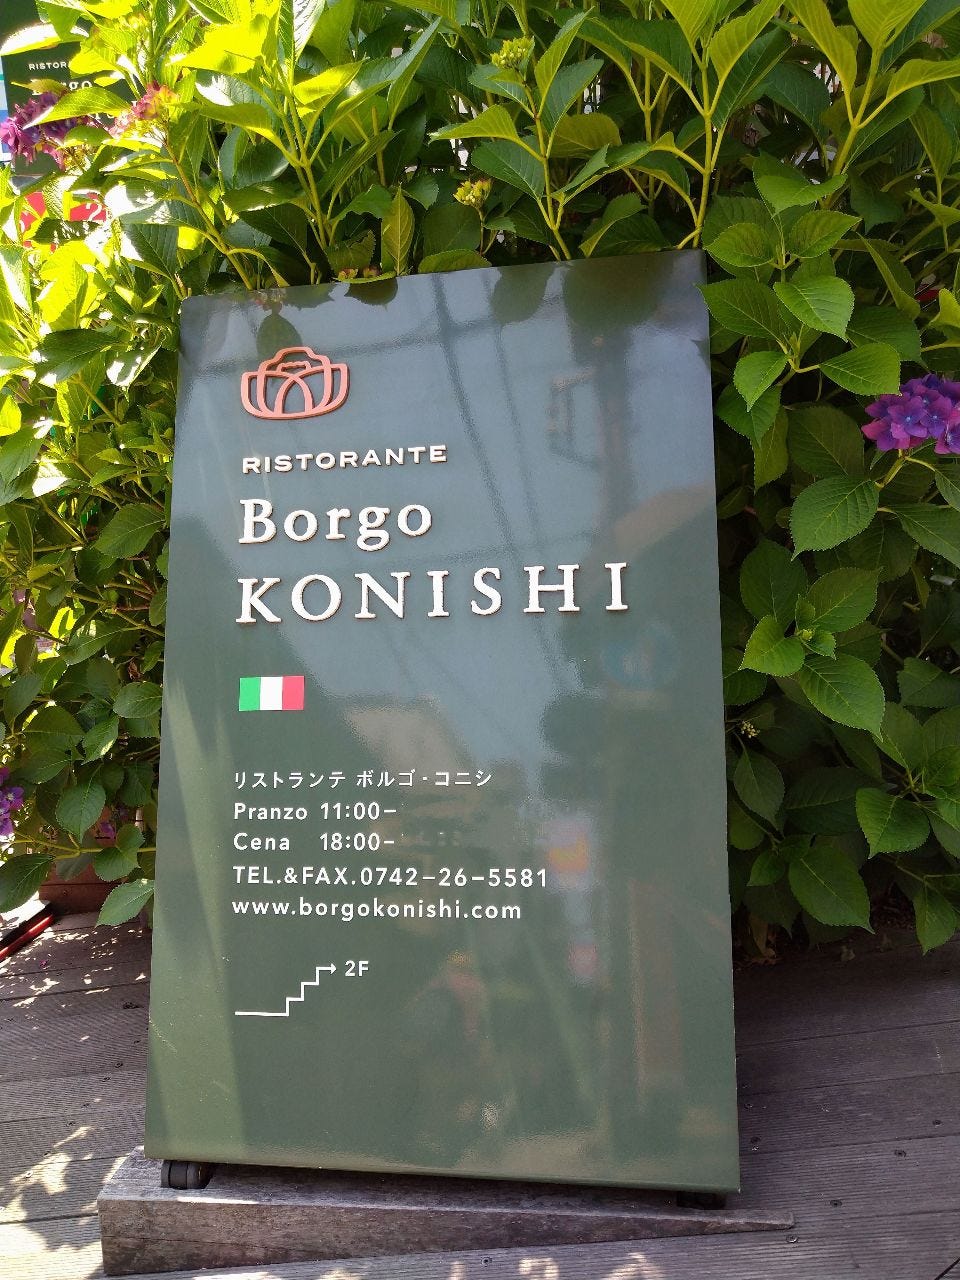 RISTORANTE
Borgo
KONISHI
リストランテ ボルゴ・コニシ
Pranzo 11:00−
Cena 18:00−
TEL.&FAX.0742−26−5581
www.borgokonishi.com
2F